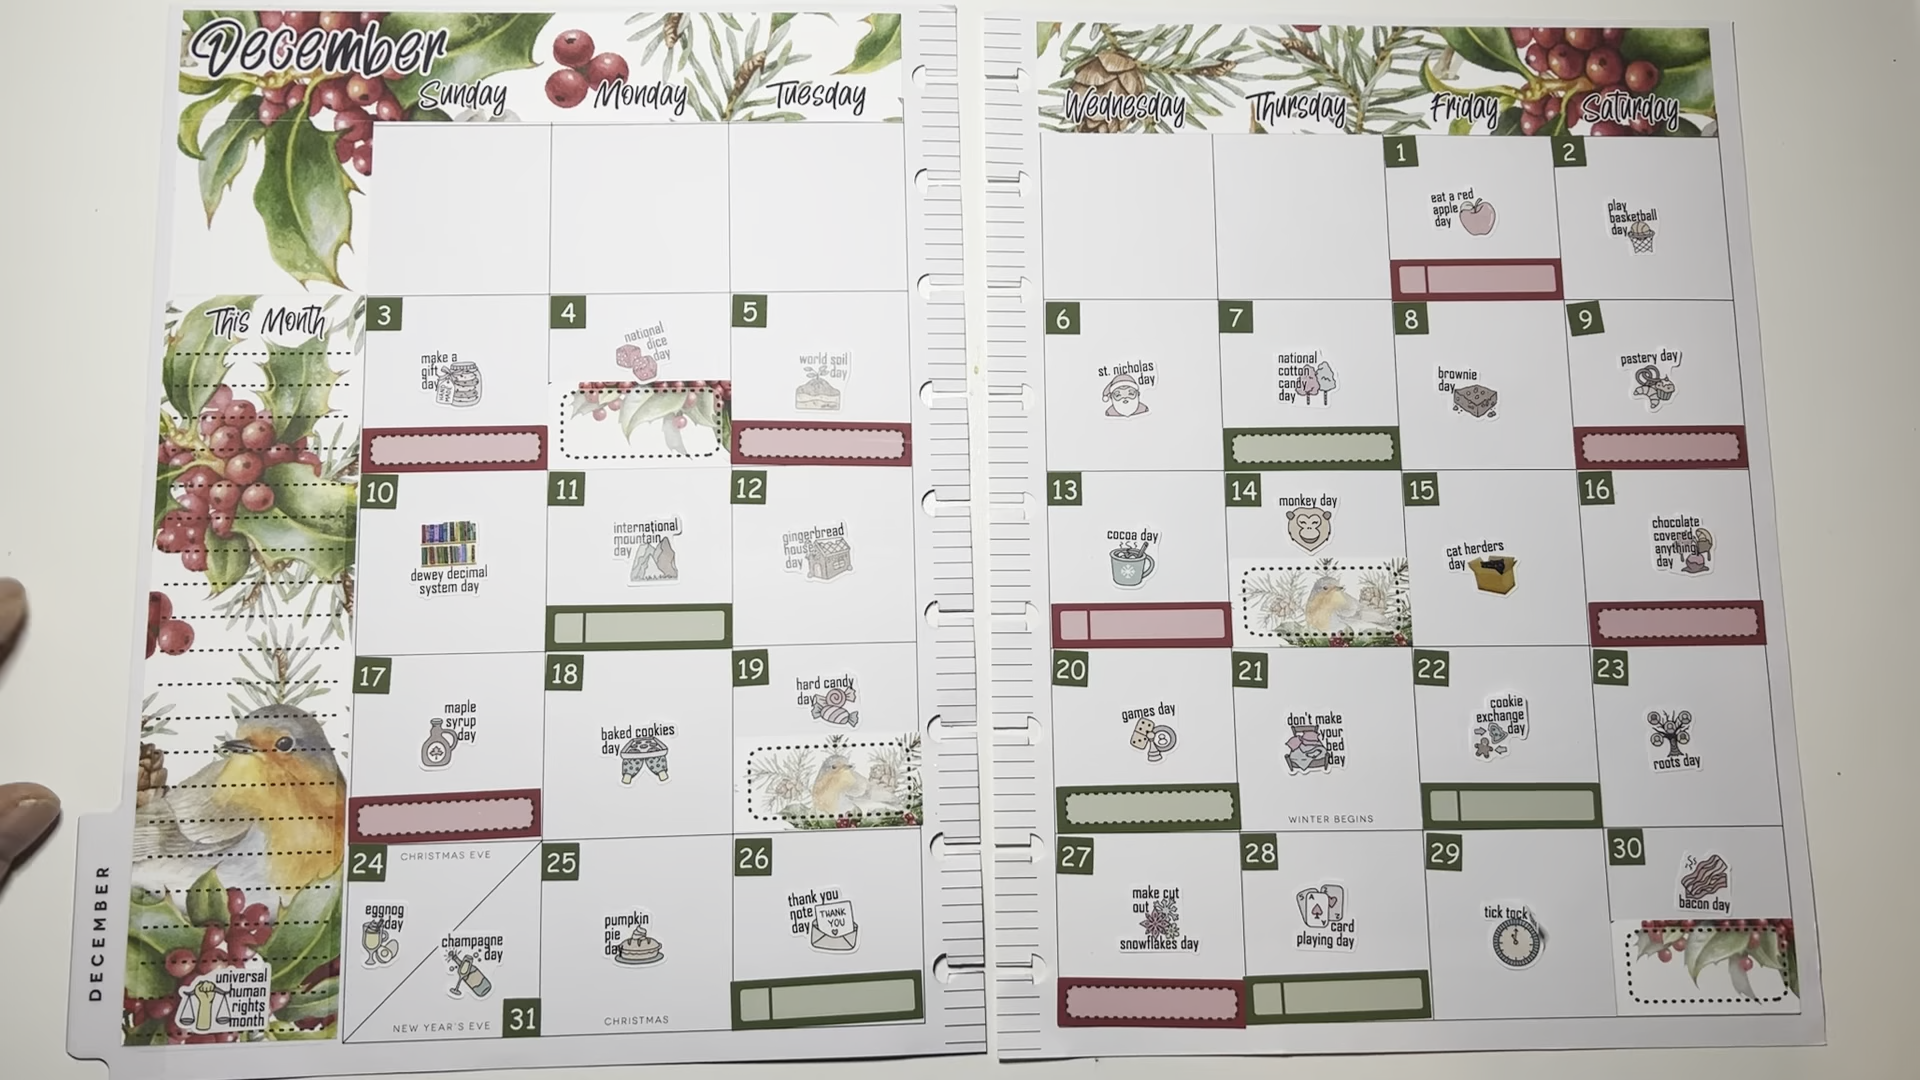 December
Sunday
Monday
Tuesday
Wednesday
Thursday
Friday
Saturday
1
eat a red
apple
day
2
play
basketball
day
This Month
3
make a
gift
day
4
national
dice
day
5
world soil
day
6
st. nicholas
day
7
national
cotton
candy
day
8
brownie
day
9
pastery day
10
dewey decimal
system day
11
international
mountain
day
12
gingerbread
house
day
13
cocoa day
14
monkey day
15
cat herders
day
16
chocolate
covered
anything
day
17
maple
syrup
day
18
baked cookies
day
19
hard candy
day
20
games day
21
don't make
your
bed
day
WINTER BEGINS
22
cookie
exchange
day
23
roots day
24
CHRISTMAS EVE
eggnog
day
champagne
day
NEW YEAR'S EVE
31
25
pumpkin
pie
day
CHRISTMAS
26
thank you
note
day
THANK
YOU
27
make cut
out
snowflakes day
28
card
playing day
29
tick tock
30
bacon day
DECEMBER
universal
human
rights
month